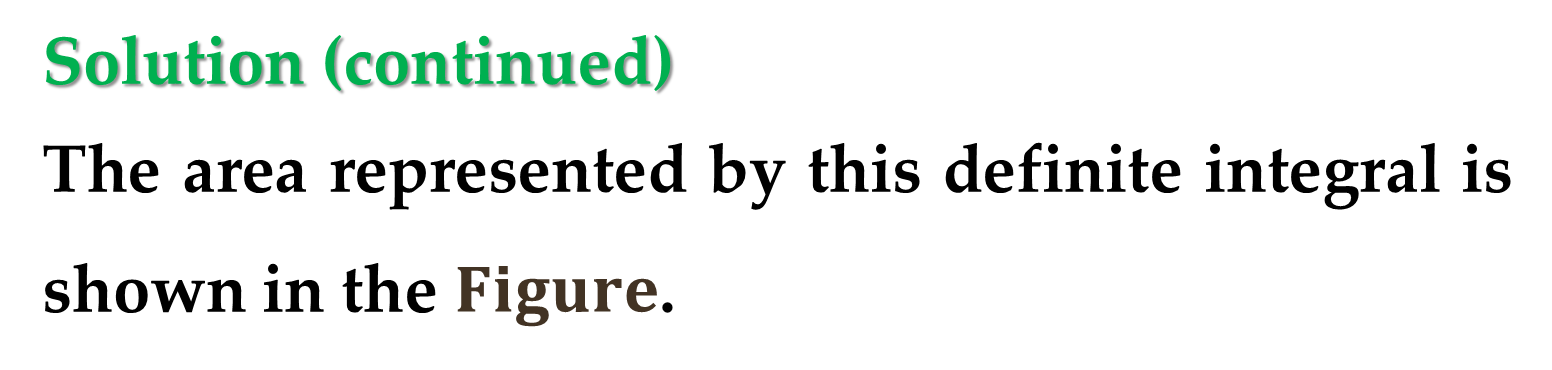 Solution (continued)
The area represented by this definite integral is
shown in the Figure.